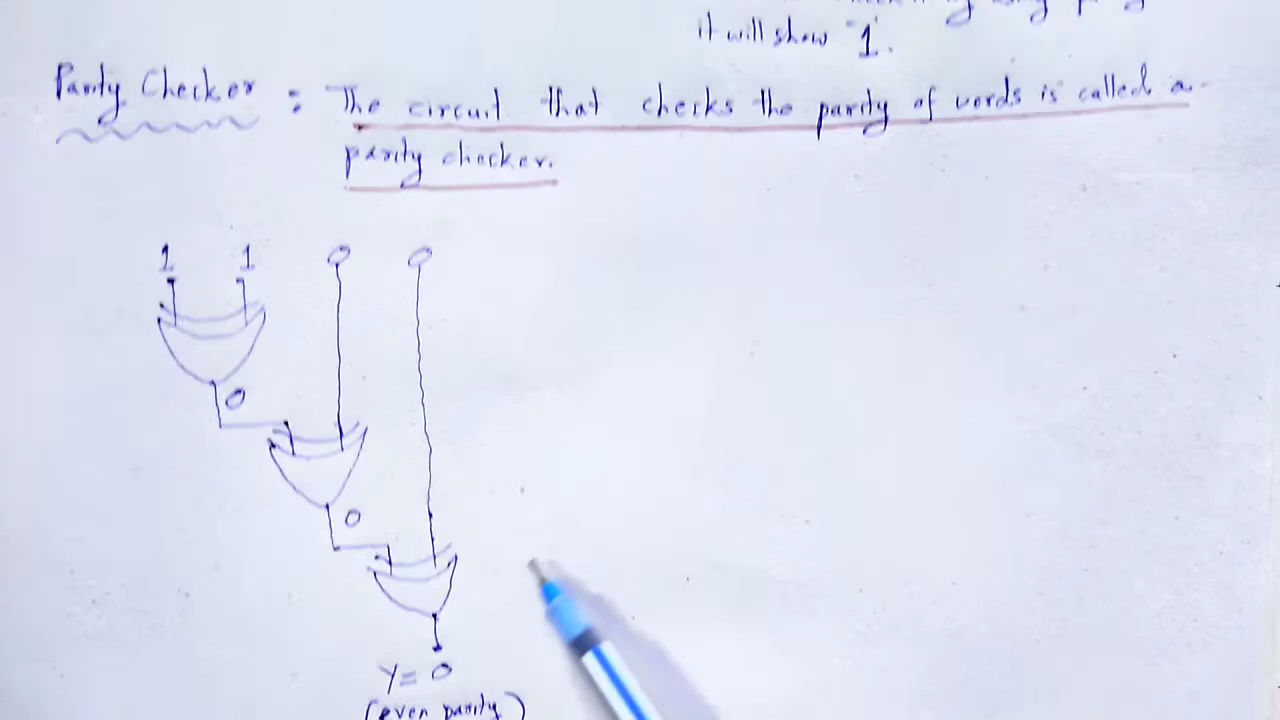 it will show "1".
Parity Checker : The circuit that checks the parity of words is called a
parity checker.
1 1 0 0
0
0
Y = 0
(even parity)